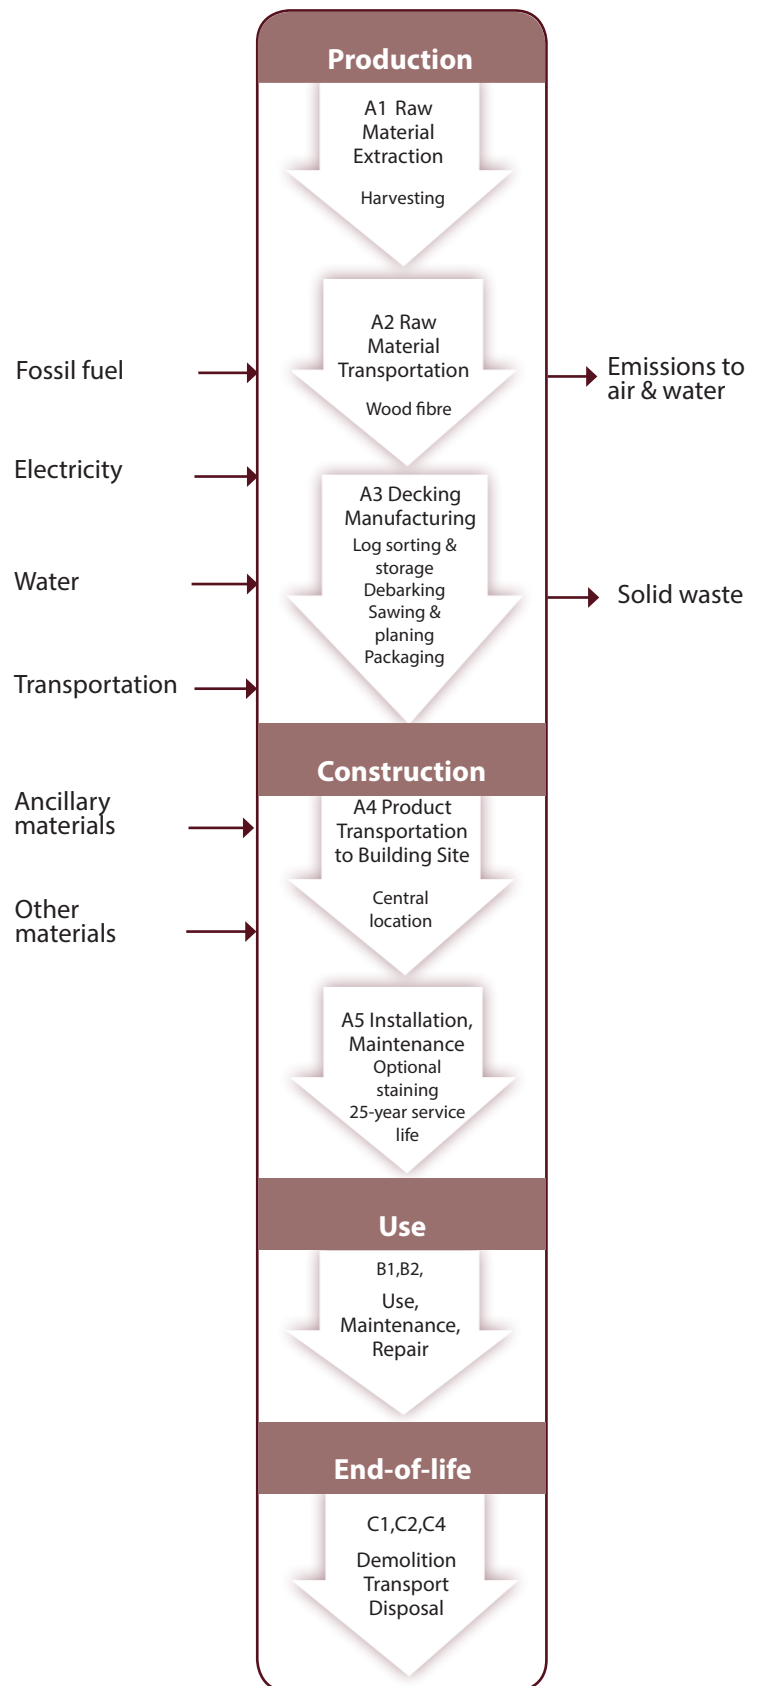 Production
A1 Raw
Material
Extraction
Harvesting
A2 Raw
Material
Transportation
Wood fibre
A3 Decking
Manufacturing
Log sorting &
storage
Debarking
Sawing &
planing
Packaging
Construction
A4 Product
Transportation
to Building Site
Central
location
A5 Installation,
Maintenance
Optional
staining
25-year service
life
Use
B1,B2,
Use,
Maintenance,
Repair
End-of-life
C1,C2,C4
Demolition
Transport
Disposal
Fossil fuel
Electricity
Water
Transportation
Ancillary
materials
Other
materials
Emissions to
air & water
Solid waste